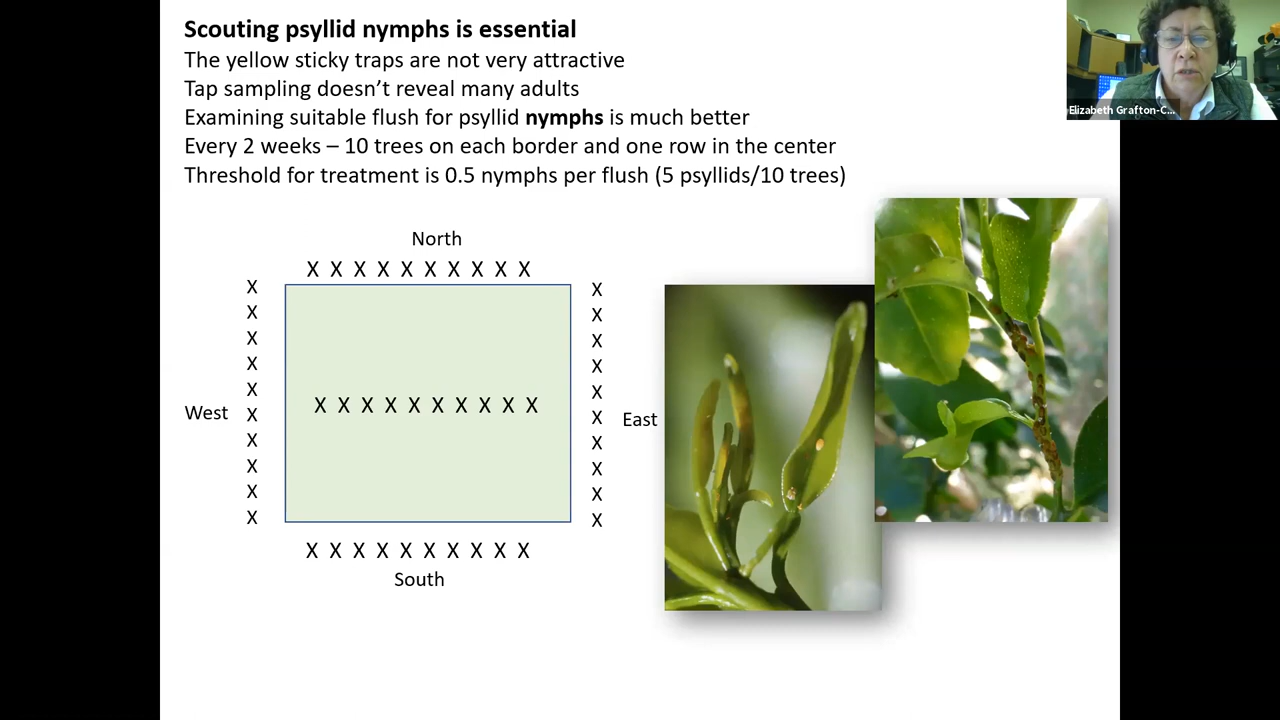 Scouting psyllid nymphs is essential
The yellow sticky traps are not very attractive
Tap sampling doesn't reveal many adults
Examining suitable flush for psyllid nymphs is much better
Every 2 weeks – 10 trees on each border and one row in the center
Threshold for treatment is 0.5 nymphs per flush (5 psyllids/10 trees)
Elizabeth Grafton-C...
North
X X X X X X X X X X
X
X
X
X
X
X
X
X
X
X
West
X X X X X X X X X X
X
X
X
X
X
X
X
X
X
X
East
X X X X X X X X X X
South